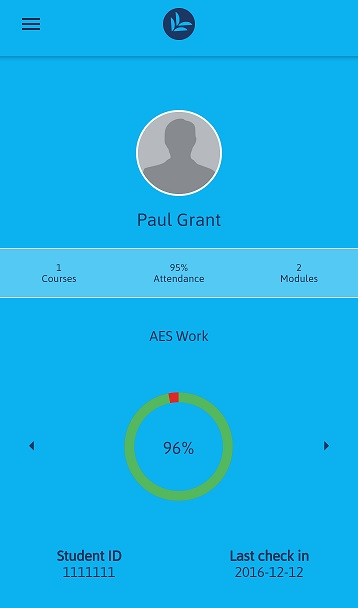 Paul Grant
1 95% 2
Courses Attendance Modules
AES Work
96%
Student ID Last check in
1111111 2016-12-12